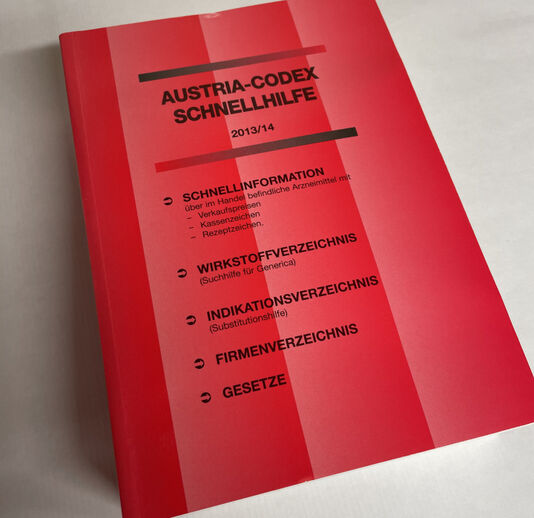 AUSTRIA-CODEX
SCHNELLHILFE
2013/14
SCHNELLINFORMATION
über im Handel befindliche Arzneimittel mit
– Verkaufspreisen
– Kassenzeichen
– Rezeptzeichen.
WIRKSTOFFVERZEICHNIS
(Suchhilfe für Generica)
INDIKATIONSVERZEICHNIS
(Substitutionshilfe)
FIRMENVERZEICHNIS
GESETZE